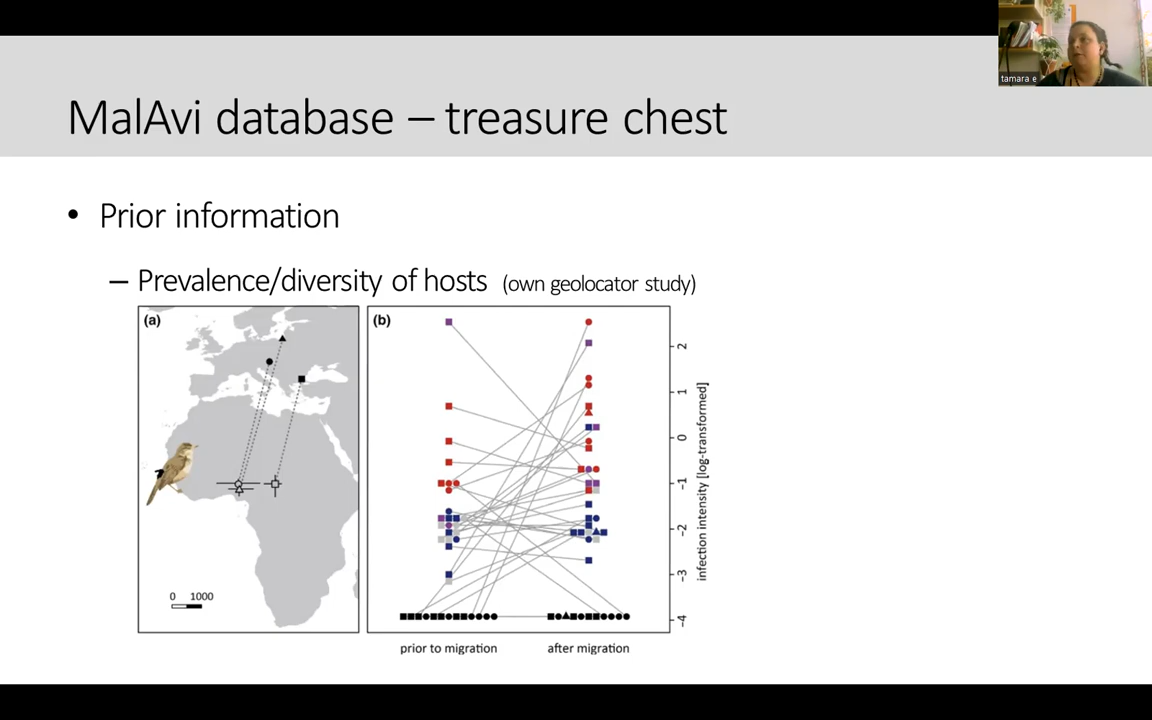 tamara e
MalAvi database – treasure chest
• Prior information
– Prevalence/diversity of hosts (own geolocator study)
(a)
0 1000
(b)
2
1
0
-1
-2
-3
-4
infection intensity [log-transformed]
prior to migration after migration